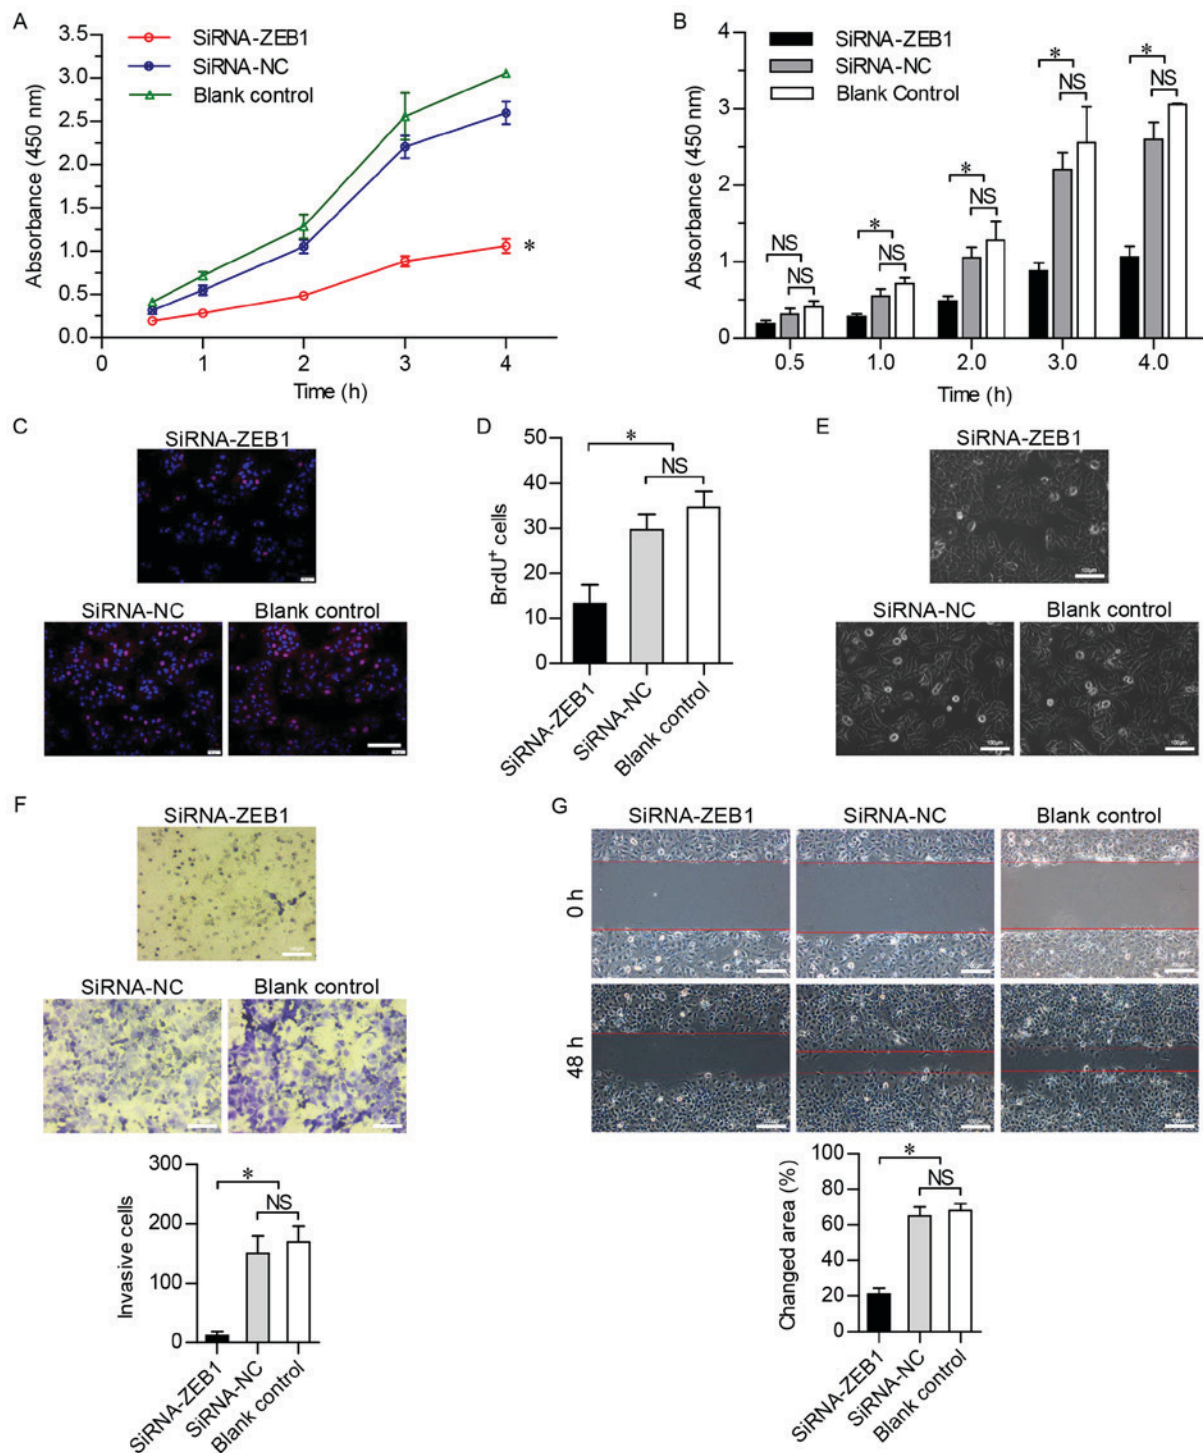 A
3.5
3.0
2.5
2.0
1.5
1.0
0.5
0.0
Absorbance (450 nm)
SiRNA-ZEB1
SiRNA-NC
Blank control
*
0 1 2 3 4
Time (h)
B
4
3
2
1
0
Absorbance (450 nm)
SiRNA-ZEB1
SiRNA-NC
Blank Control
NS
NS
*
NS
*
NS
*
NS
*
NS
0.5 1.0 2.0 3.0 4.0
Time (h)
C
SiRNA-ZEB1
SiRNA-NC Blank control
D
50
40
30
20
10
0
BrdU+ cells
*
NS
SiRNA-ZEB1
SiRNA-NC
Blank control
E
SiRNA-ZEB1
100μm
SiRNA-NC Blank control
100μm 100μm
F
SiRNA-ZEB1
SiRNA-NC Blank control
300
200
100
0
Invasive cells
*
NS
SiRNA-ZEB1
SiRNA-NC
Blank control
G
SiRNA-ZEB1 SiRNA-NC Blank control
0 h
48 h
100
80
60
40
20
0
Changed area (%)
*
NS
SiRNA-ZEB1
SiRNA-NC
Blank control